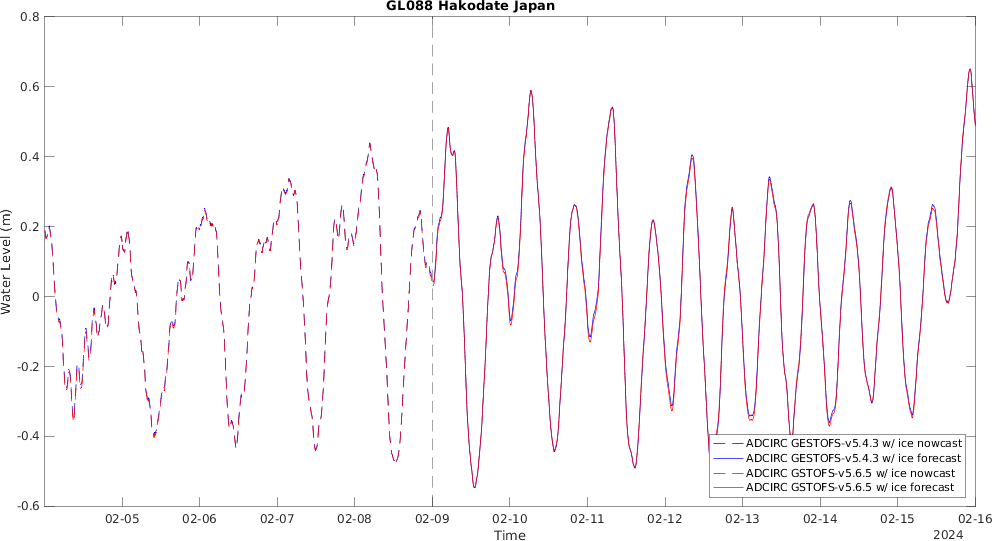 GL088 Hakodate Japan
0.8
0.6
0.4
0.2
0
-0.2
-0.4
-0.6
Water Level (m)
ADCIRC GESTOFS-v5.4.3 w/ ice nowcast
ADCIRC GESTOFS-v5.4.3 w/ ice forecast
ADCIRC GSTOFS-v5.6.5 w/ ice nowcast
ADCIRC GSTOFS-v5.6.5 w/ ice forecast
02-05 02-06 02-07 02-08 02-09 02-10 02-11 02-12 02-13 02-14 02-15 02-16
Time
2024